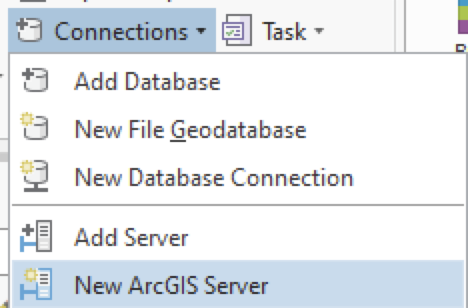 Connections Task
Add Database
New File Geodatabase
New Database Connection
Add Server
New ArcGIS Server